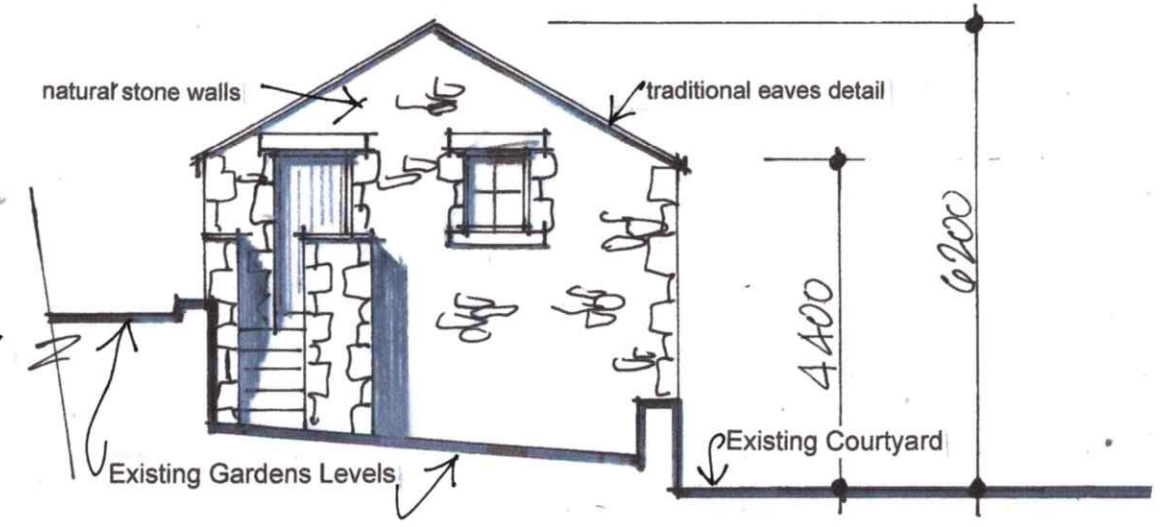 natural stone walls
traditional eaves detail
6200
4400
Existing Courtyard
Existing Gardens Levels